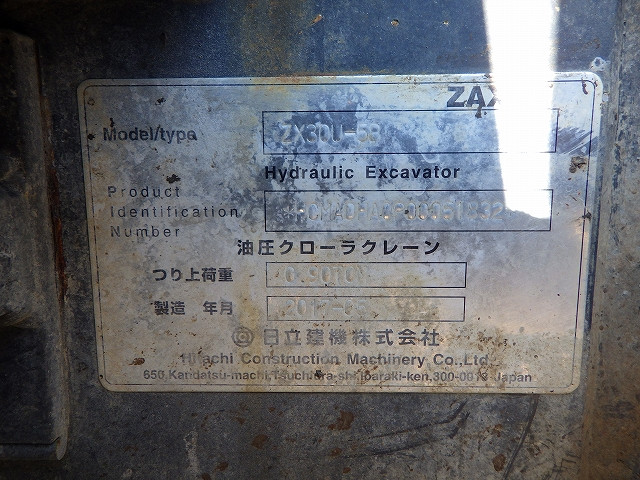 ZAX
Model/type ZX30U-5B
Hydraulic Excavator
Product
Identification
Number
油圧クローラクレーン
つり上荷重
製造 年月
日立建機株式会社
Hitachi Construction Machinery Co.,Ltd.
650,Kandatsu-machi,Tsuchiura-shi,Ibaraki-ken,300-0013 Japan